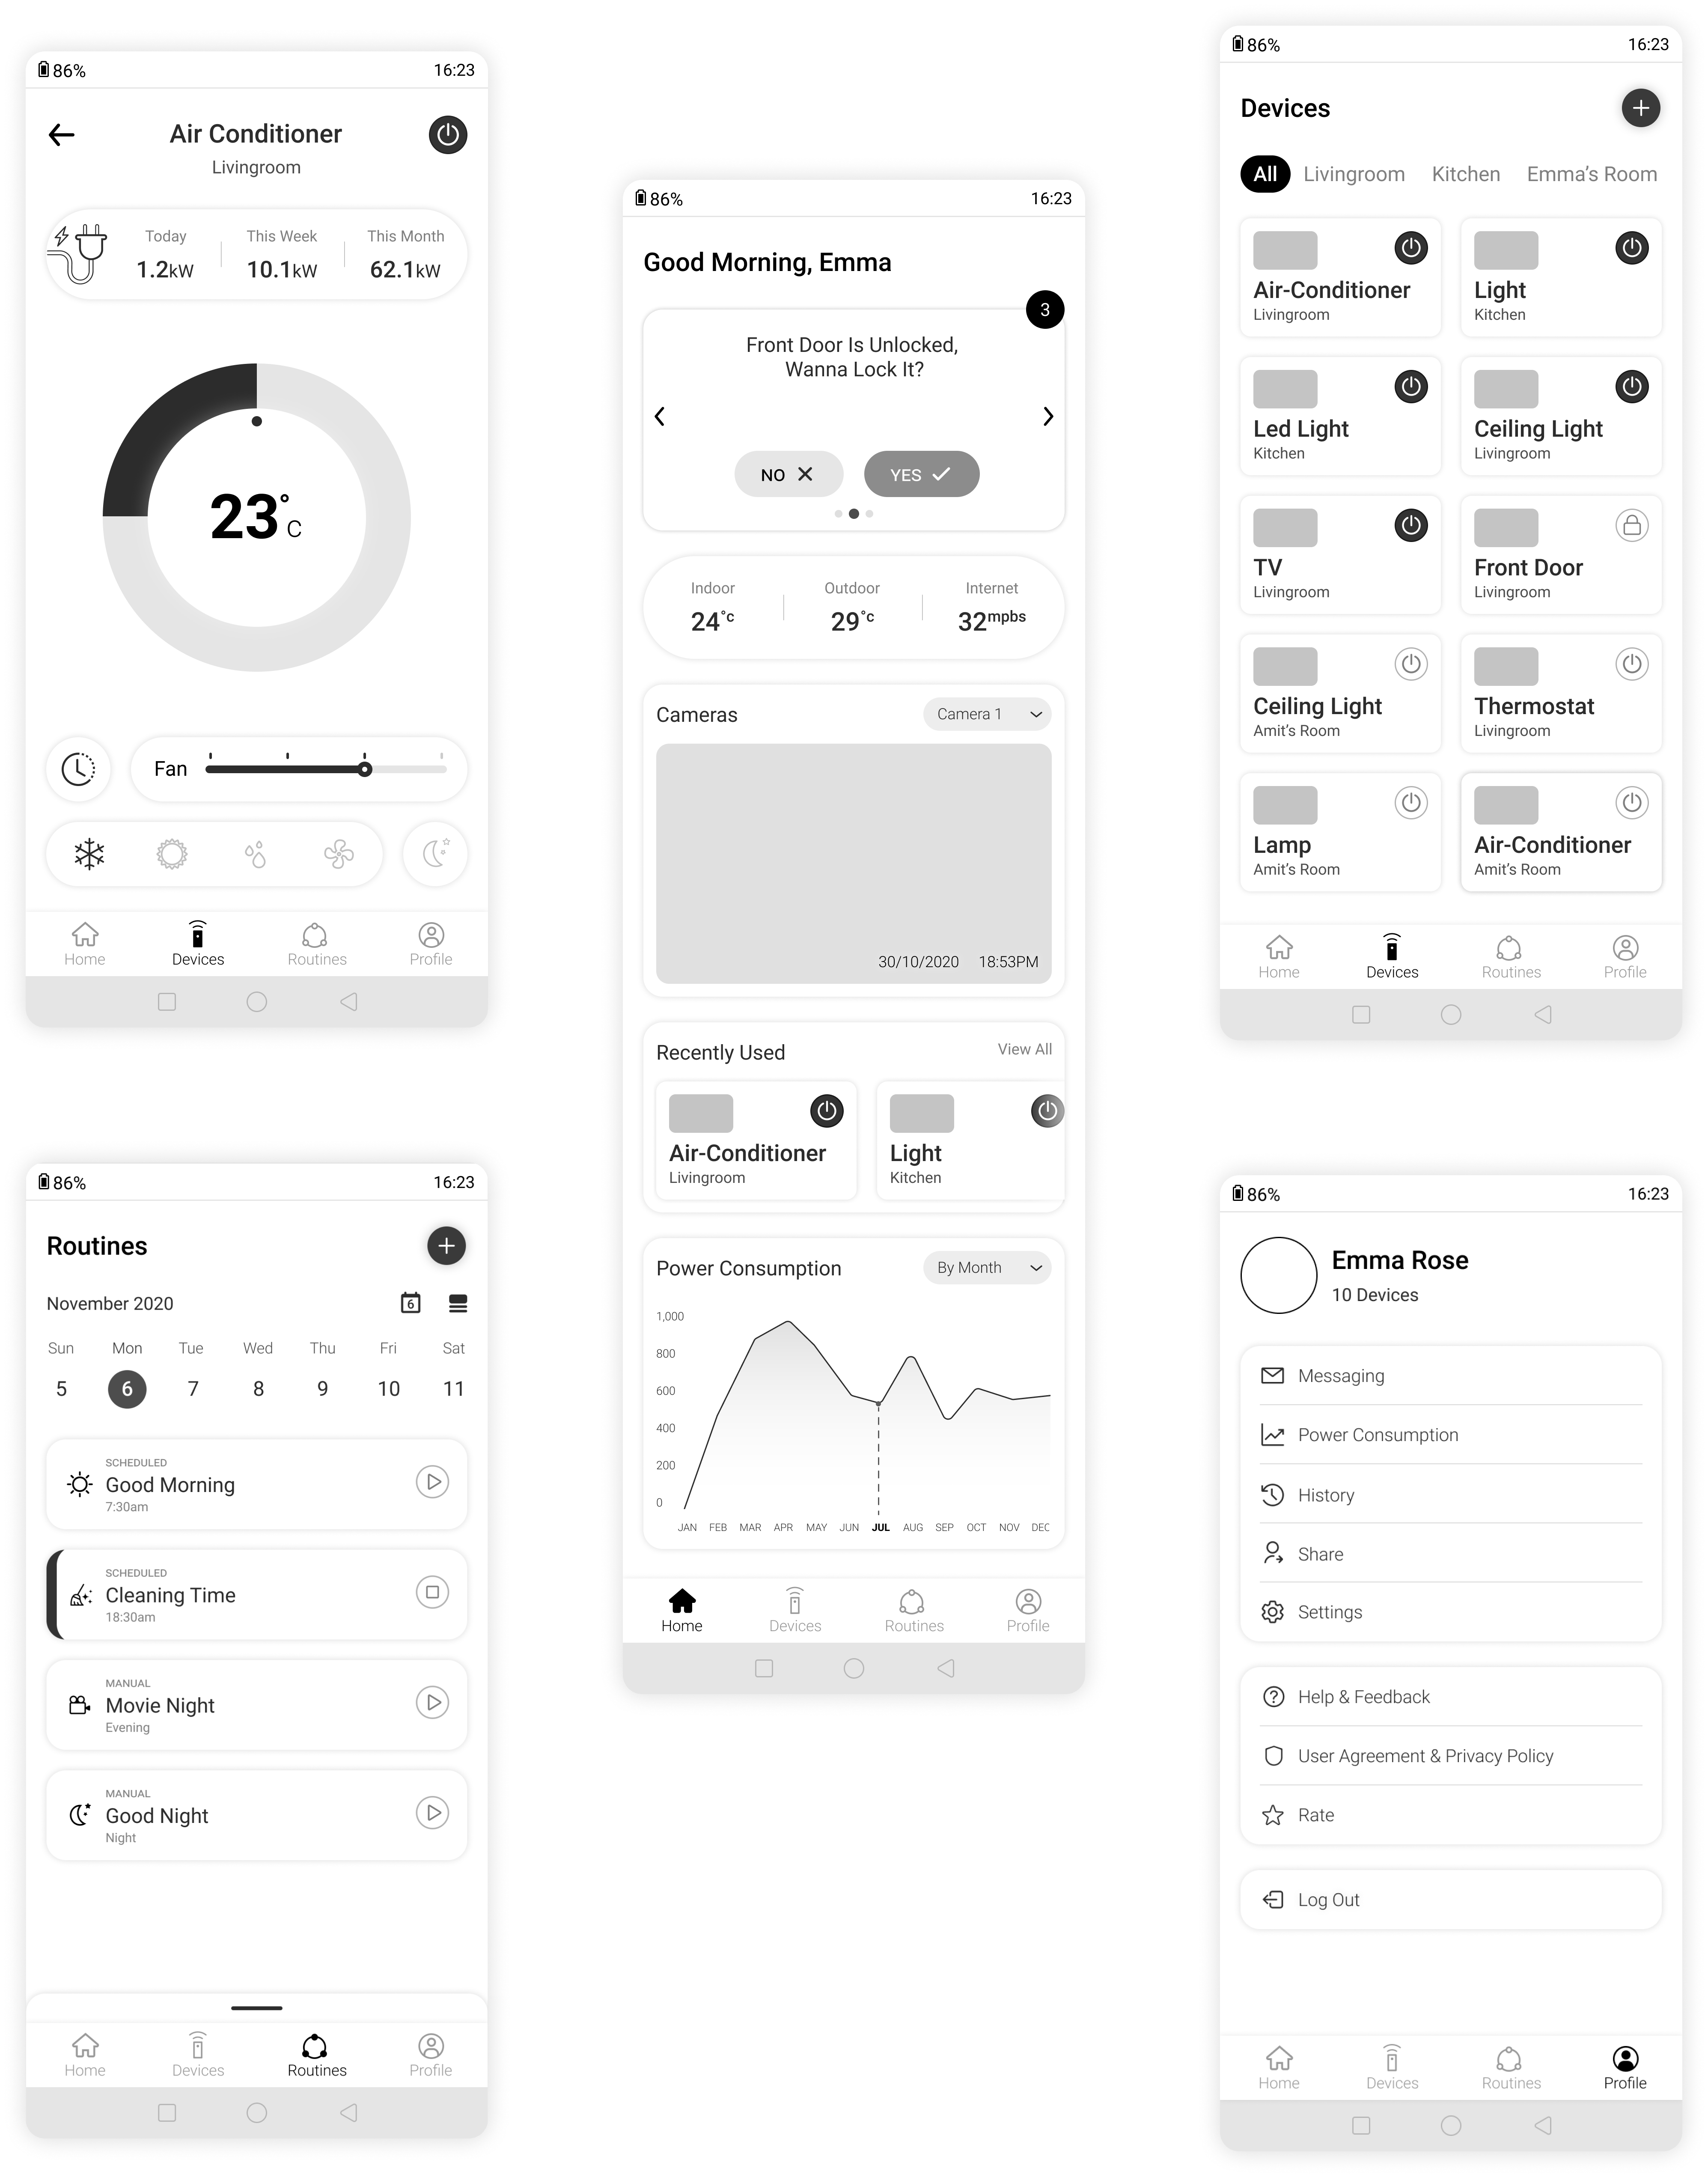 86% 16:23
Air Conditioner
Livingroom
Today This Week This Month
1.2kW 10.1kW 62.1kW
23°C
Fan
Home Devices Routines Profile
86% 16:23
Routines
November 2020 6
Sun Mon Tue Wed Thu Fri Sat
5 6 7 8 9 10 11
SCHEDULED
Good Morning
7:30am
SCHEDULED
Cleaning Time
18:30am
MANUAL
Movie Night
Evening
MANUAL
Good Night
Night
Home Devices Routines Profile
86% 16:23
Good Morning, Emma
3
Front Door Is Unlocked,
Wanna Lock It?
NO YES
Indoor Outdoor Internet
24°c 29°c 32mpbs
Cameras Camera 1
30/10/2020 18:53PM
Recently Used View All
Air-Conditioner Light
Livingroom Kitchen
Power Consumption By Month
1,000
800
600
400
200
0
JAN FEB MAR APR MAY JUN JUL AUG SEP OCT NOV DEC
Home Devices Routines Profile
86% 16:23
Devices
All Livingroom Kitchen Emma's Room
Air-Conditioner Light
Livingroom Kitchen
Led Light Ceiling Light
Kitchen Livingroom
TV Front Door
Livingroom Livingroom
Ceiling Light Thermostat
Amit's Room Livingroom
Lamp Air-Conditioner
Amit's Room Amit's Room
Home Devices Routines Profile
86% 16:23
Emma Rose
10 Devices
Messaging
Power Consumption
History
Share
Settings
Help & Feedback
User Agreement & Privacy Policy
Rate
Log Out
Home Devices Routines Profile